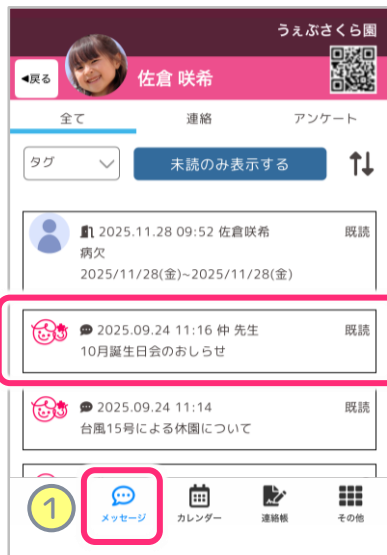 うぇぶさくら園
◀戻る
佐倉 咲希
全て 連絡 アンケート
タグ 未読のみ表示する
2025.11.28 09:52 佐倉咲希 既読
病欠
2025/11/28(金)~2025/11/28(金)
2025.09.24 11:16 仲 先生 既読
10月誕生日会のおしらせ
2025.09.24 11:14 既読
台風15号による休園について
1
メッセージ カレンダー 連絡帳 その他